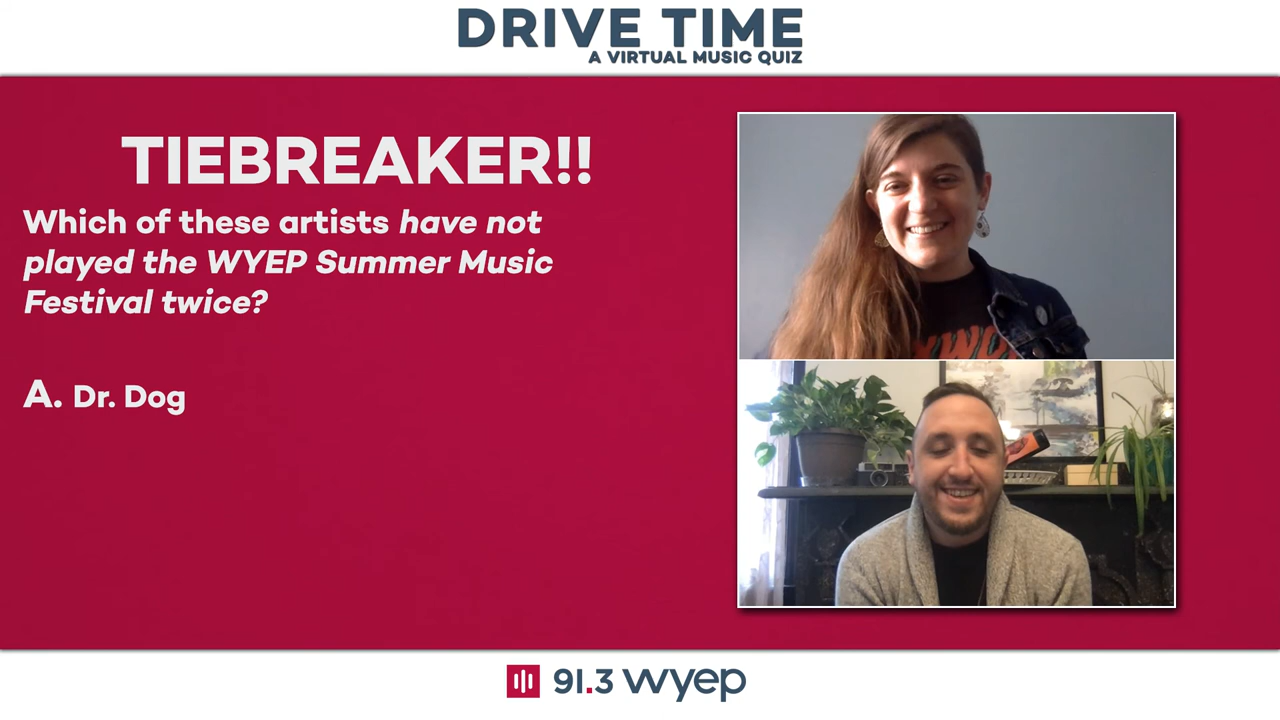 DRIVE TIME
A VIRTUAL MUSIC QUIZ
TIEBREAKER!!
Which of these artists have not
played the WYEP Summer Music
Festival twice?
A. Dr. Dog
91.3 wyep